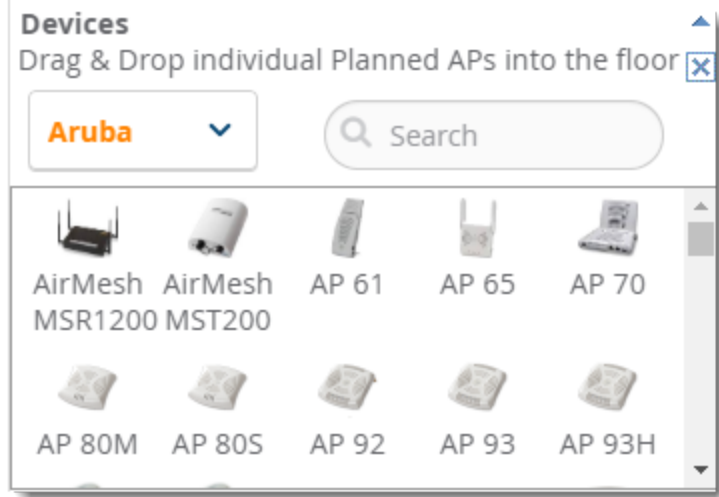 Devices
Drag & Drop individual Planned APs into the floor
Aruba
Search
AirMesh MSR1200
AirMesh MST200
AP 61
AP 65
AP 70
AP 80M
AP 80S
AP 92
AP 93
AP 93H